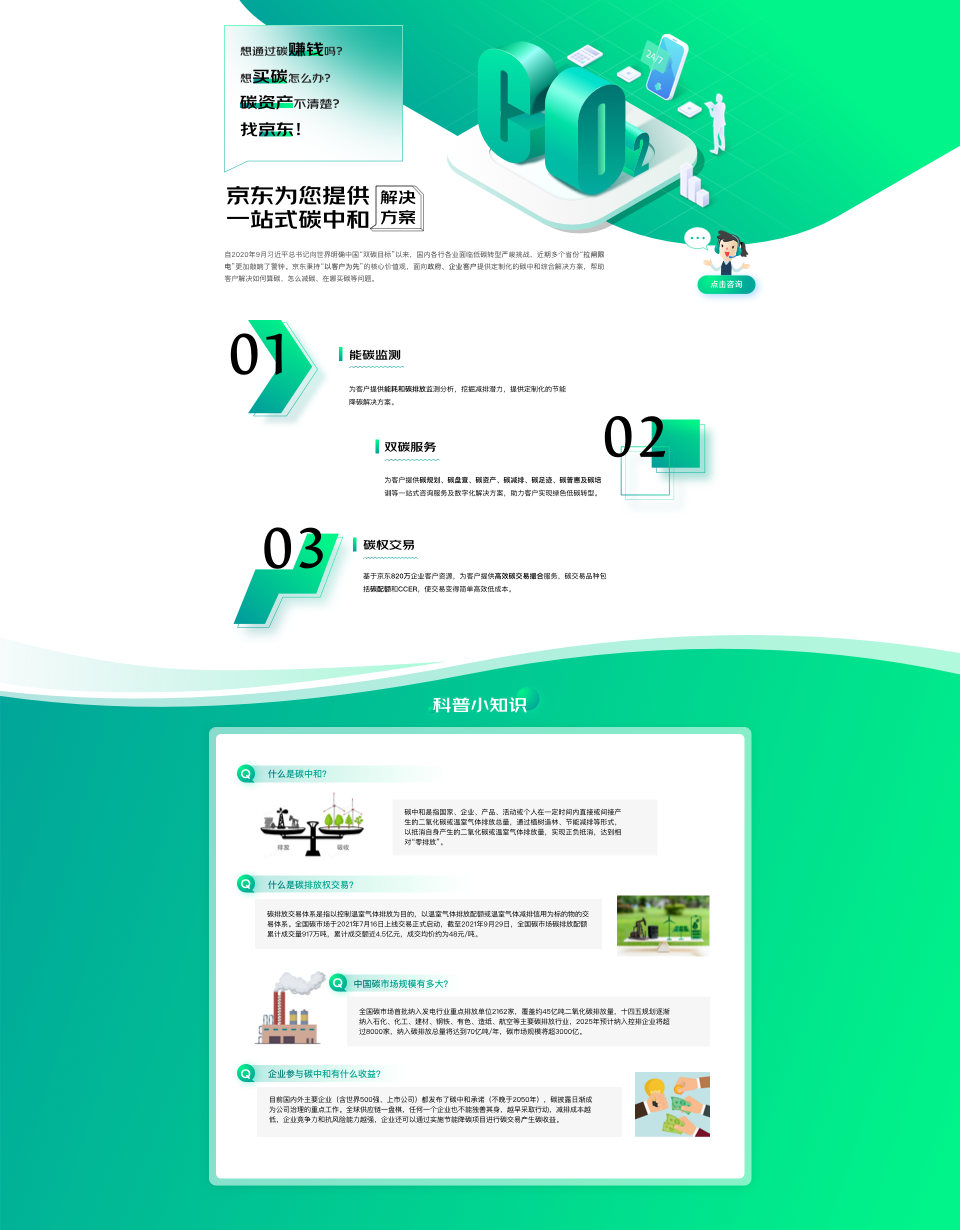 想通过碳赚钱吗?
想买碳怎么办?
碳资产不清楚?
找京东!
24/7
CO2
京东为您提供
一站式碳中和
解决
方案
自2020年9月习近平总书记向世界明确中国“双碳目标”以来，国内各行各业面临低碳转型严峻挑战，近期多个省份“拉闸限
电”更加敲响了警钟。京东秉持“以客户为先”的核心价值观，面向政府、企业客户提供定制化的碳中和综合解决方案，帮助
客户解决如何算碳，怎么减碳，在哪买碳等问题。
点击咨询
01
能碳监测
为客户提供能耗和碳排放监测分析，挖掘减排潜力，提供定制化的节能
降碳解决方案。
02
双碳服务
为客户提供碳规划、碳盘查、碳资产、碳减排、碳足迹、碳普惠及碳培
训等一站式咨询服务及数字化解决方案，助力客户实现绿色低碳转型。
03
碳权交易
基于京东820万企业客户资源，为客户提供高效碳交易撮合服务，碳交易品种包
括碳配额和CCER，使交易变得简单高效低成本。
科普小知识
Q 什么是碳中和?
排放 吸收
碳中和是指国家、企业、产品、活动或个人在一定时间内直接或间接产
生的二氧化碳或温室气体排放总量，通过植树造林、节能减排等形式，
以抵消自身产生的二氧化碳或温室气体排放量，实现正负抵消，达到相
对“零排放”。
Q 什么是碳排放权交易?
碳排放交易体系是指以控制温室气体排放为目的，以温室气体排放配额或温室气体减排信用为标的物的交
易体系。全国碳市场于2021年7月16日上线交易正式启动，截至2021年9月29日，全国碳市场碳排放配额
累计成交量917万吨，累计成交额近4.5亿元，成交均价约为48元/吨。
Q 中国碳市场规模有多大?
全国碳市场首批纳入发电行业重点排放单位2162家，覆盖约45亿吨二氧化碳排放量，十四五规划逐渐
纳入石化、化工、建材、钢铁、有色、造纸、航空等主要碳排放行业，2025年预计纳入控排企业将超
过8000家，纳入碳排放总量将达到70亿吨/年，碳市场规模将超3000亿。
Q 企业参与碳中和有什么收益?
目前国内外主要企业（含世界500强、上市公司）都发布了碳中和承诺（不晚于2050年），碳披露日渐成
为公司治理的重点工作。全球供应链一盘棋，任何一个企业也不能独善其身，越早采取行动，减排成本越
低，企业竞争力和抗风险能力越强，企业还可以通过实施节能降碳项目进行碳交易产生碳收益。